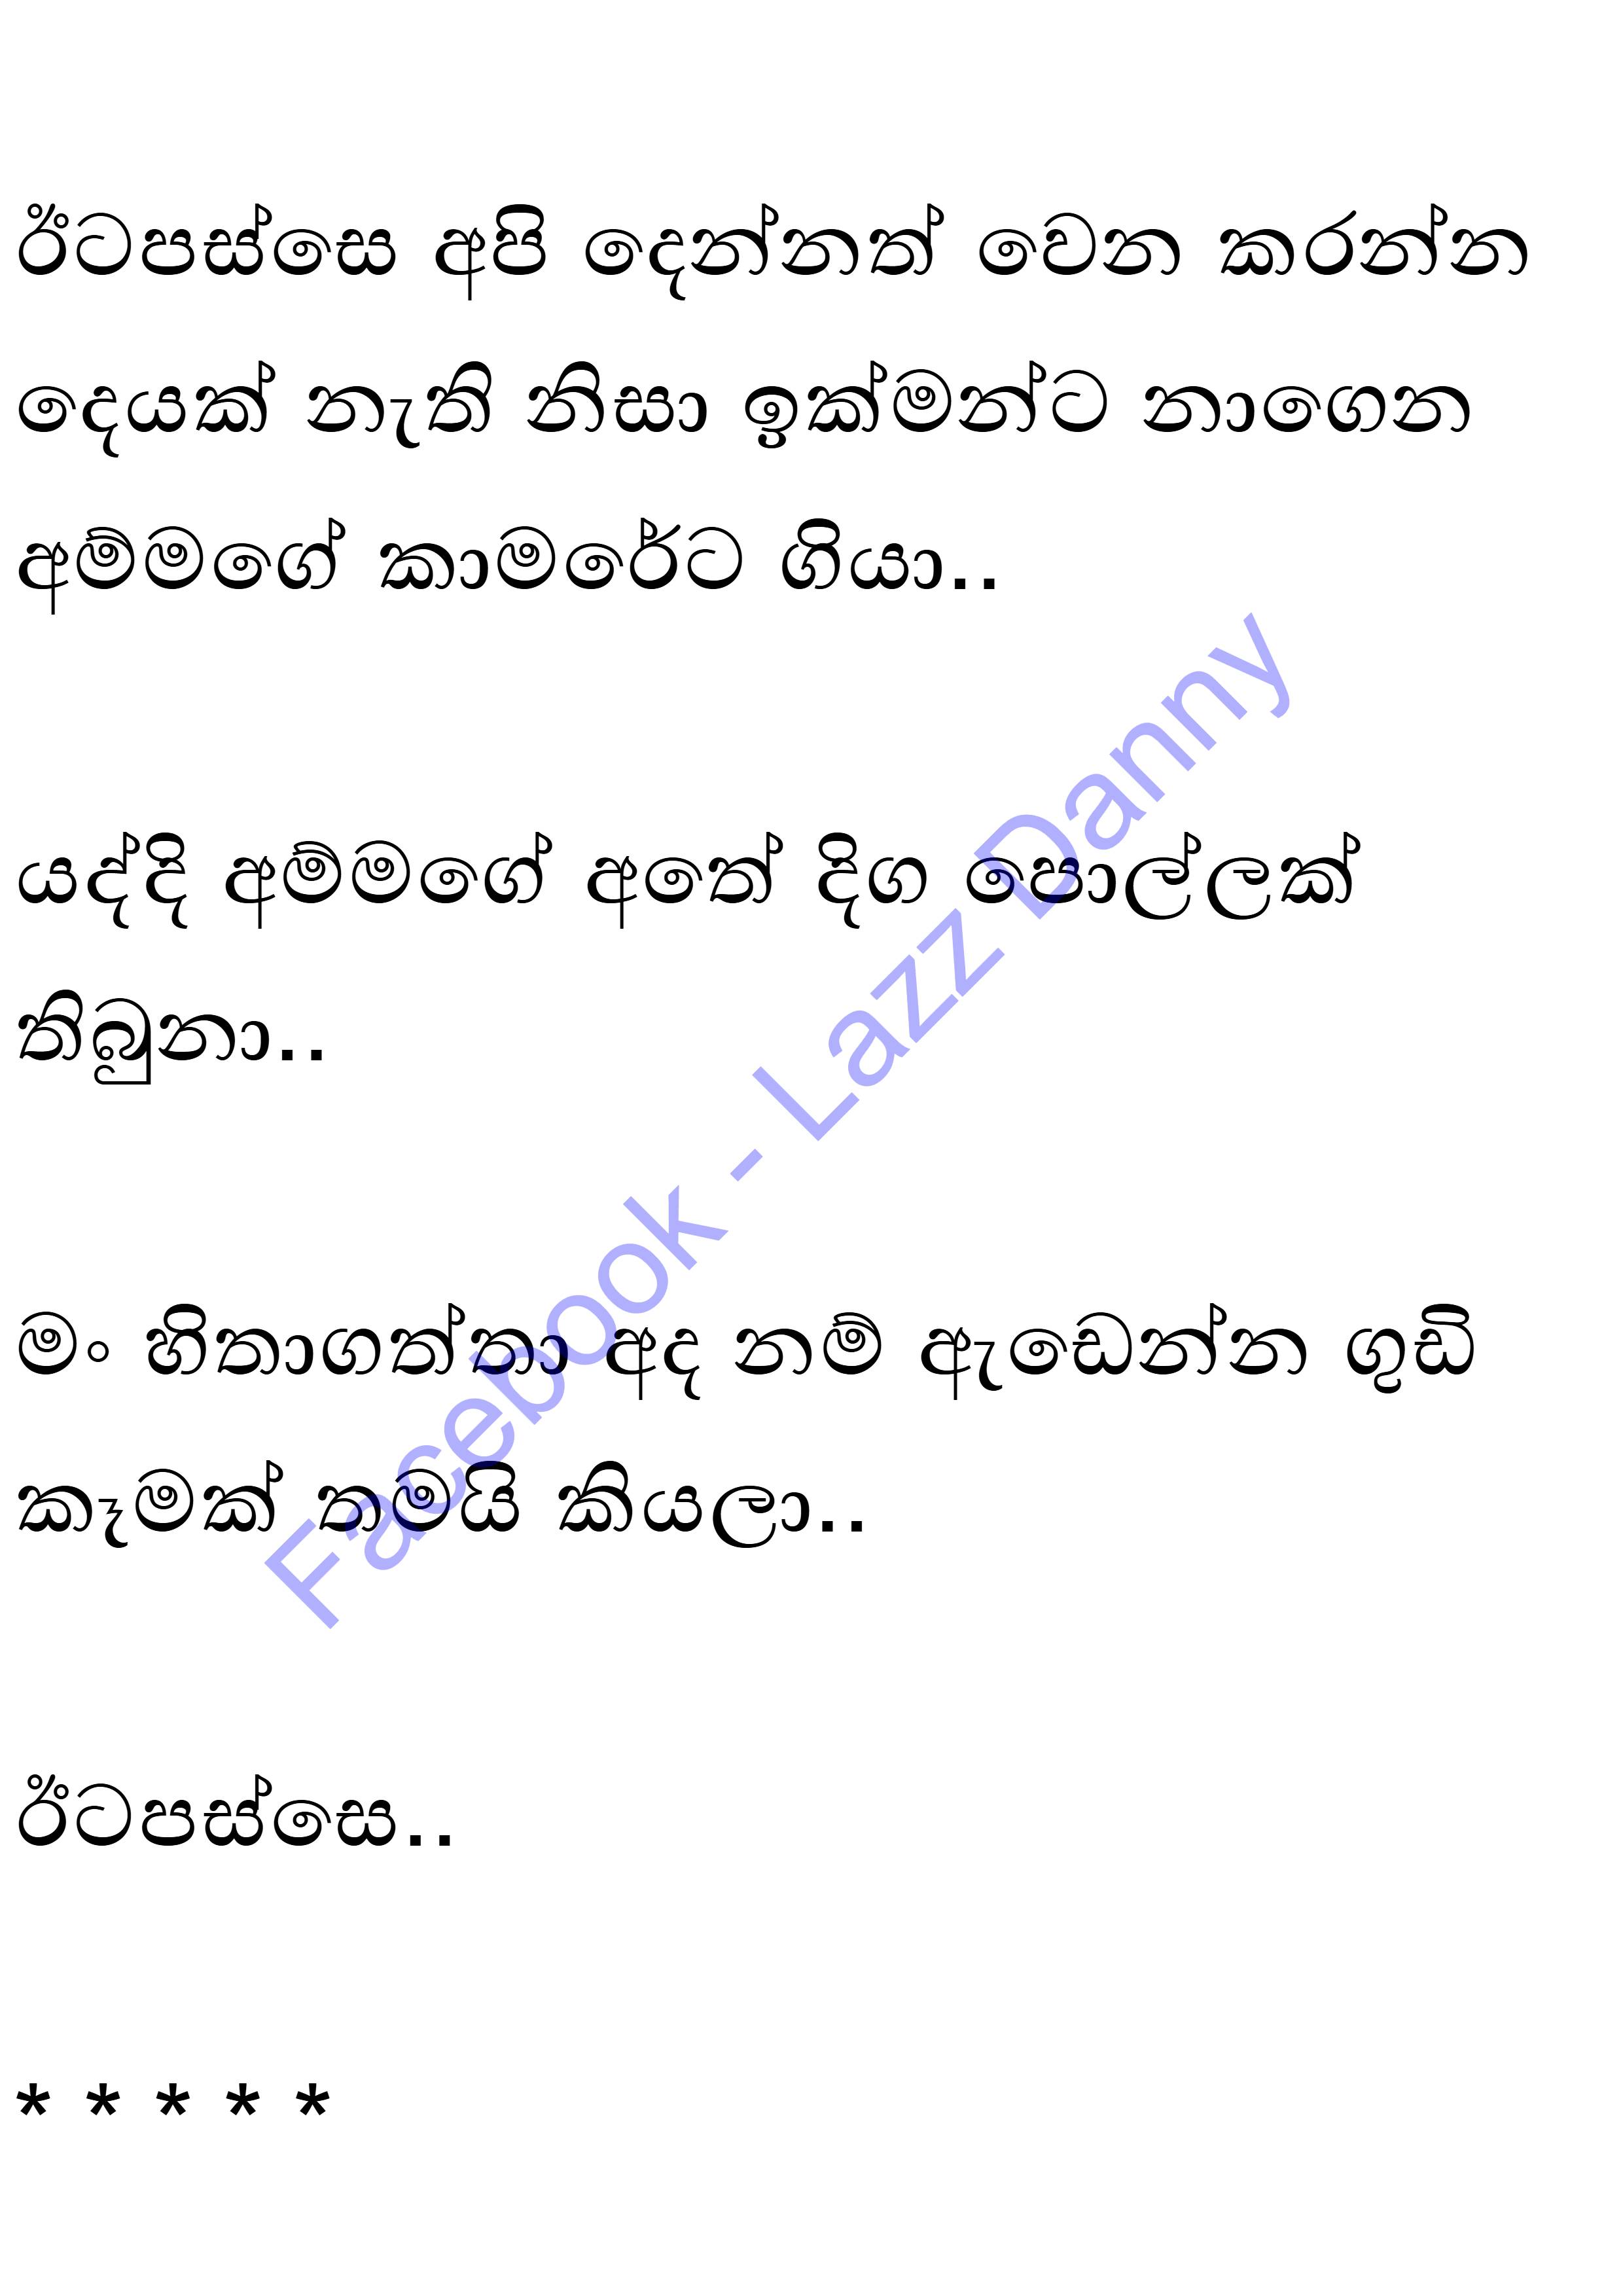 ඊටපස්සෙ අපි දෙන්නත් වෙන කරන්න
දෙයක් නැති නිසා ඉක්මන්ට නාගෙන
අම්මගේ කාමරේට ගියා..
යද්දි අම්මගේ අතේ දිග පොල්ලක්
තිබුනා..
මං හිතාගත්තා අද නම් ඇඩෙන්න ගුඩ්
කෑමක් තමයි කියලා..
ඊටපස්සෙ..
* * * * *
Facebook - Lazz Danny